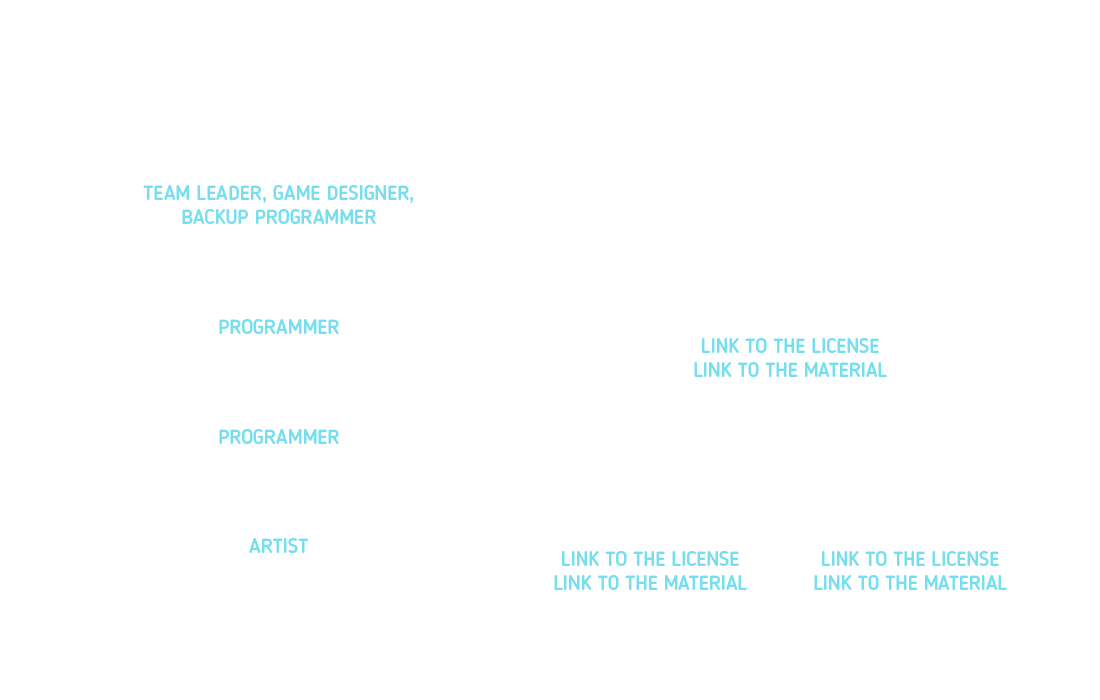 TEAM LEADER, GAME DESIGNER,
BACKUP PROGRAMMER
PROGRAMMER
PROGRAMMER
ARTIST
LINK TO THE LICENSE
LINK TO THE MATERIAL
LINK TO THE LICENSE
LINK TO THE MATERIAL
LINK TO THE LICENSE
LINK TO THE MATERIAL